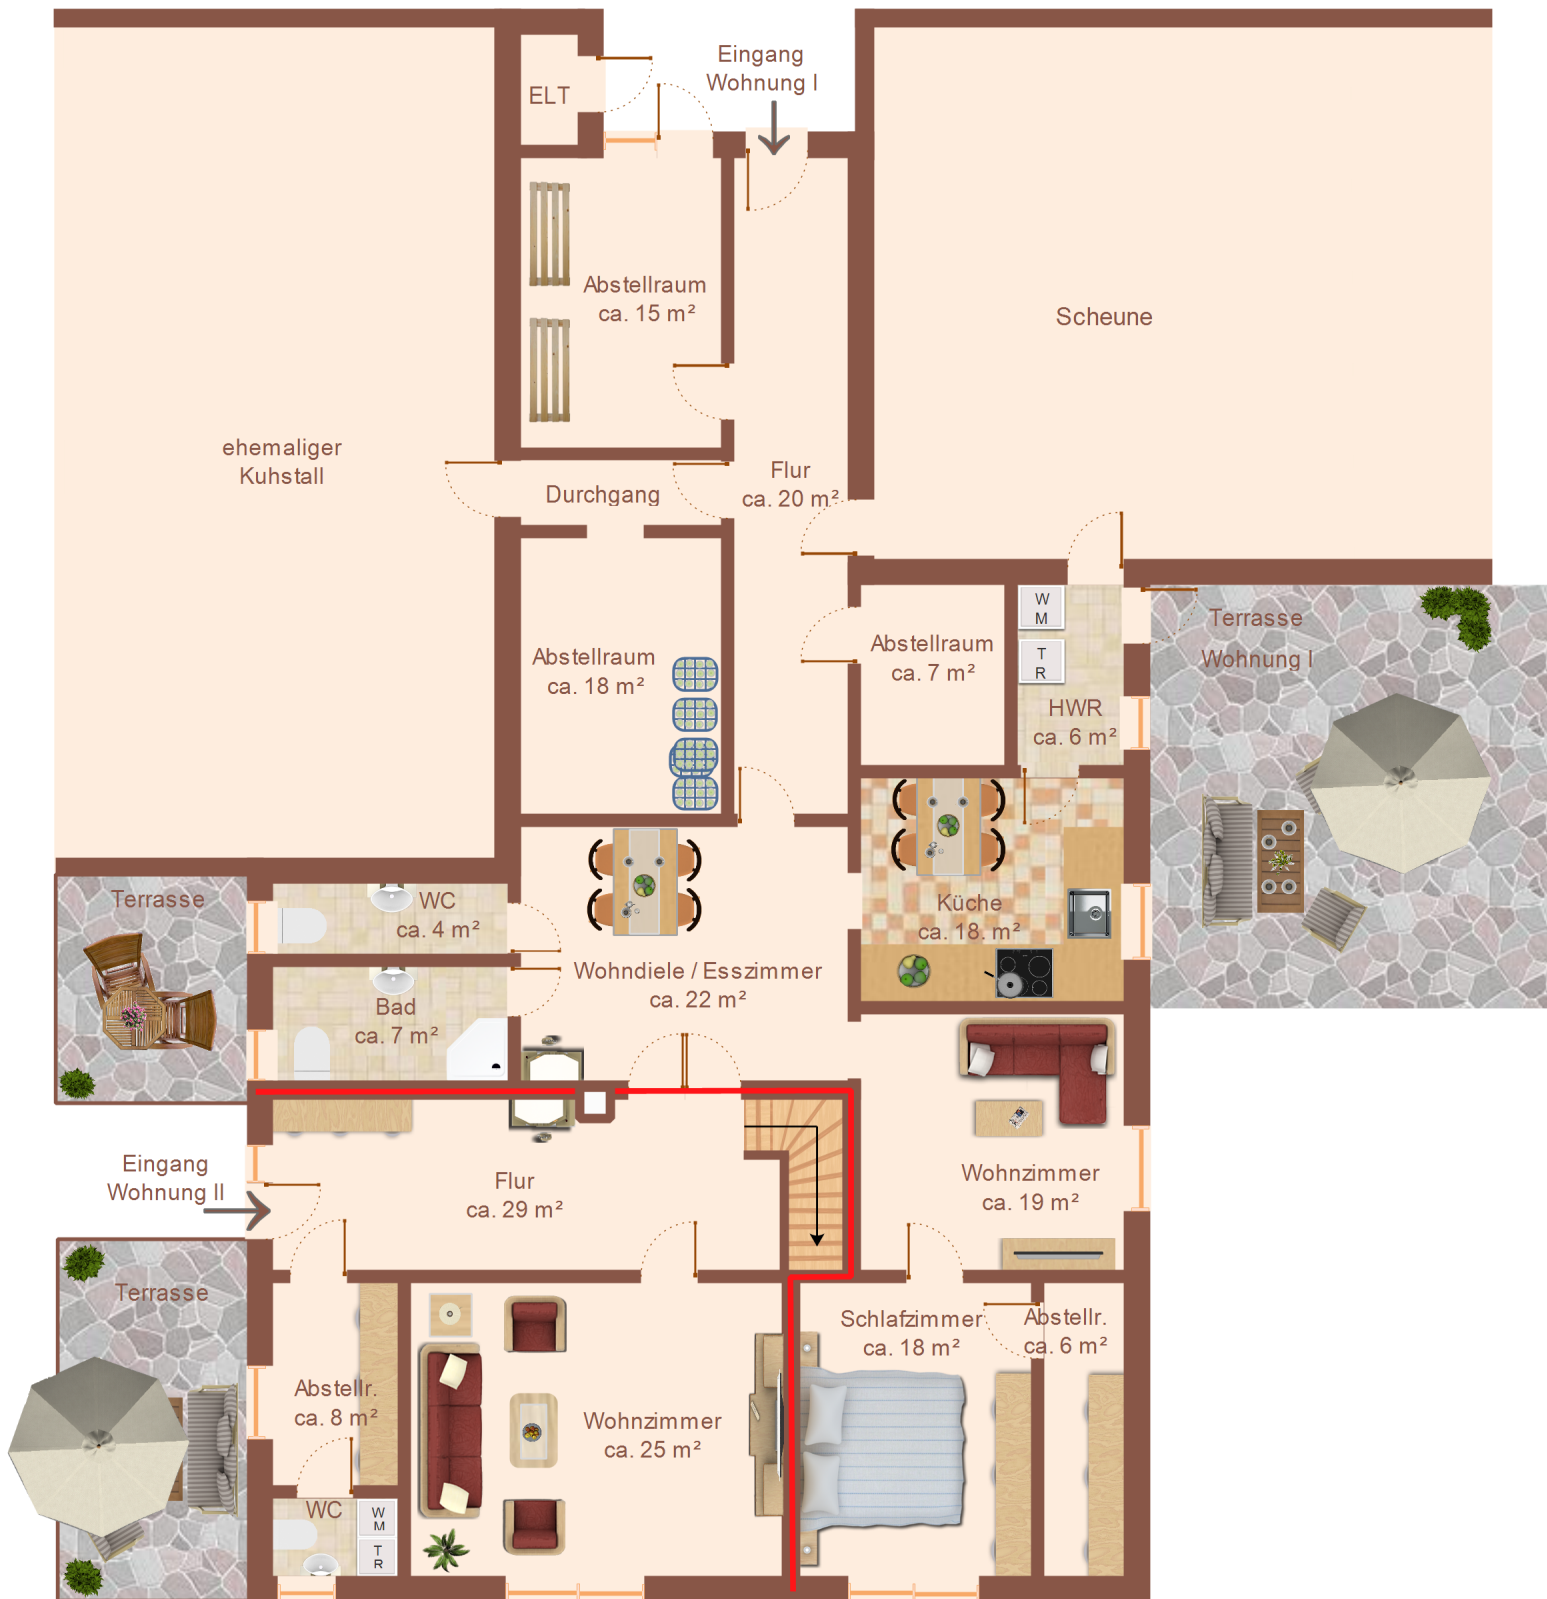 Eingang
Wohnung I
ELT
Abstellraum
ca. 15 m²
Scheune
ehemaliger
Kuhstall
Flur
ca. 20 m²
Durchgang
W
M
T
R
Abstellraum
ca. 7 m²
Terrasse
Wohnung I
Abstellraum
ca. 18 m²
HWR
ca. 6 m²
Terrasse
WC
ca. 4 m²
Küche
ca. 18. m²
Wohndiele / Esszimmer
ca. 22 m²
Bad
ca. 7 m²
Eingang
Wohnung II
Flur
ca. 29 m²
Wohnzimmer
ca. 19 m²
Terrasse
Schlafzimmer
ca. 18 m²
Abstellr.
ca. 6 m²
Abstellr.
ca. 8 m²
Wohnzimmer
ca. 25 m²
WC
W
M
T
R